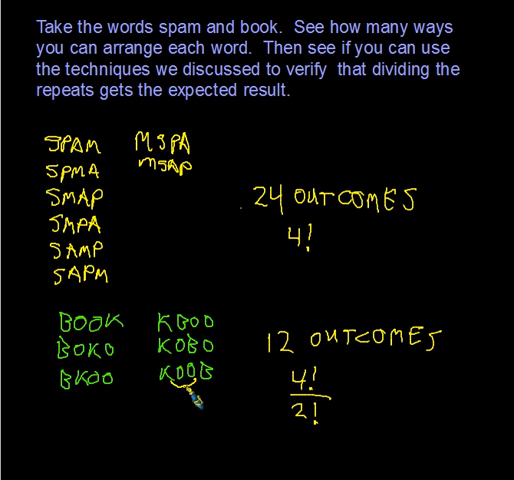 Take the words spam and book. See how many ways
you can arrange each word. Then see if you can use
the techniques we discussed to verify that dividing the
repeats gets the expected result.
SPAM MSPA
SPMA MSAP
SMAP
SMPA
SAMP
SAPM
24 OUTCOMES
4!
BOOK KBOO
BOKO KOBO
BKOO KOOB
12 OUTCOMES
4!
2!